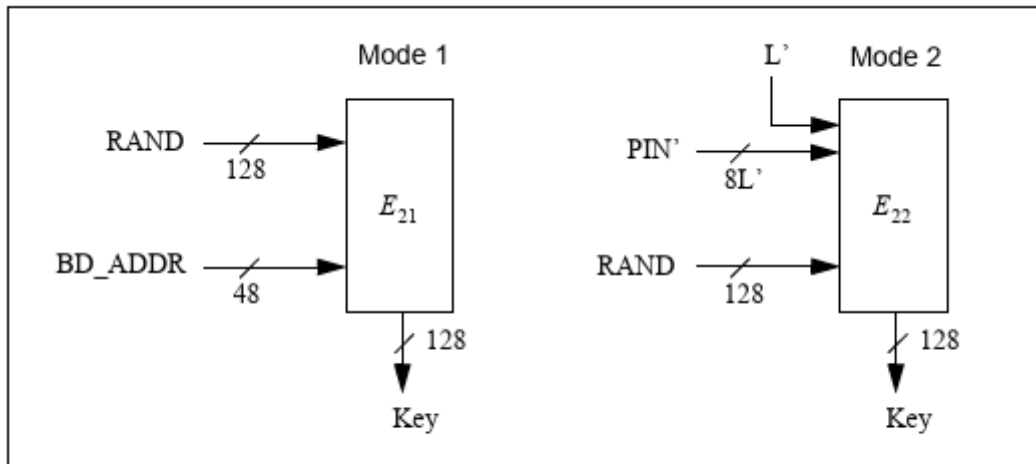 Mode 1
RAND
128
E21
BD_ADDR
48
128
Key
L’
Mode 2
PIN’
8L’
E22
RAND
128
128
Key